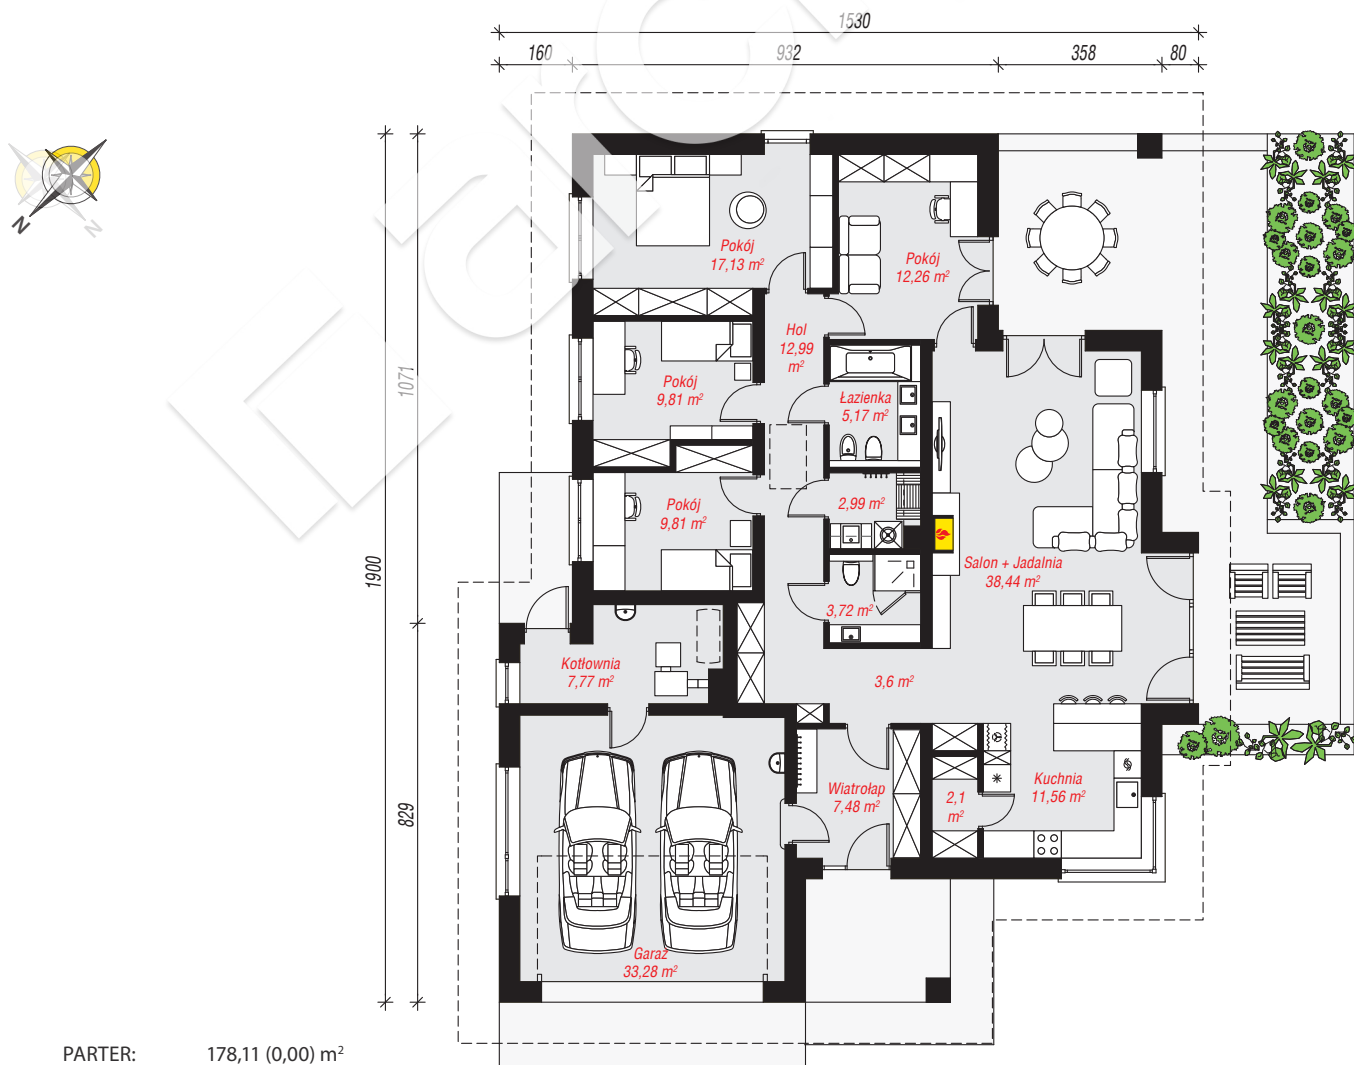 1530
160 932 358 80
N
N
Pokój
17,13 m²
Pokój
12,26 m²
Hol
12,99
m²
1071
Pokój
9,81 m²
Łazienka
5,17 m²
Pokój
9,81 m²
2,99 m²
1900
Salon + Jadalnia
38,44 m²
3,72 m²
Kotłownia
7,77 m²
3,6 m²
829
Wiatrołap
7,48 m²
2,1
m²
Kuchnia
11,56 m²
Garaż
33,28 m²
PARTER: 178,11 (0,00) m²